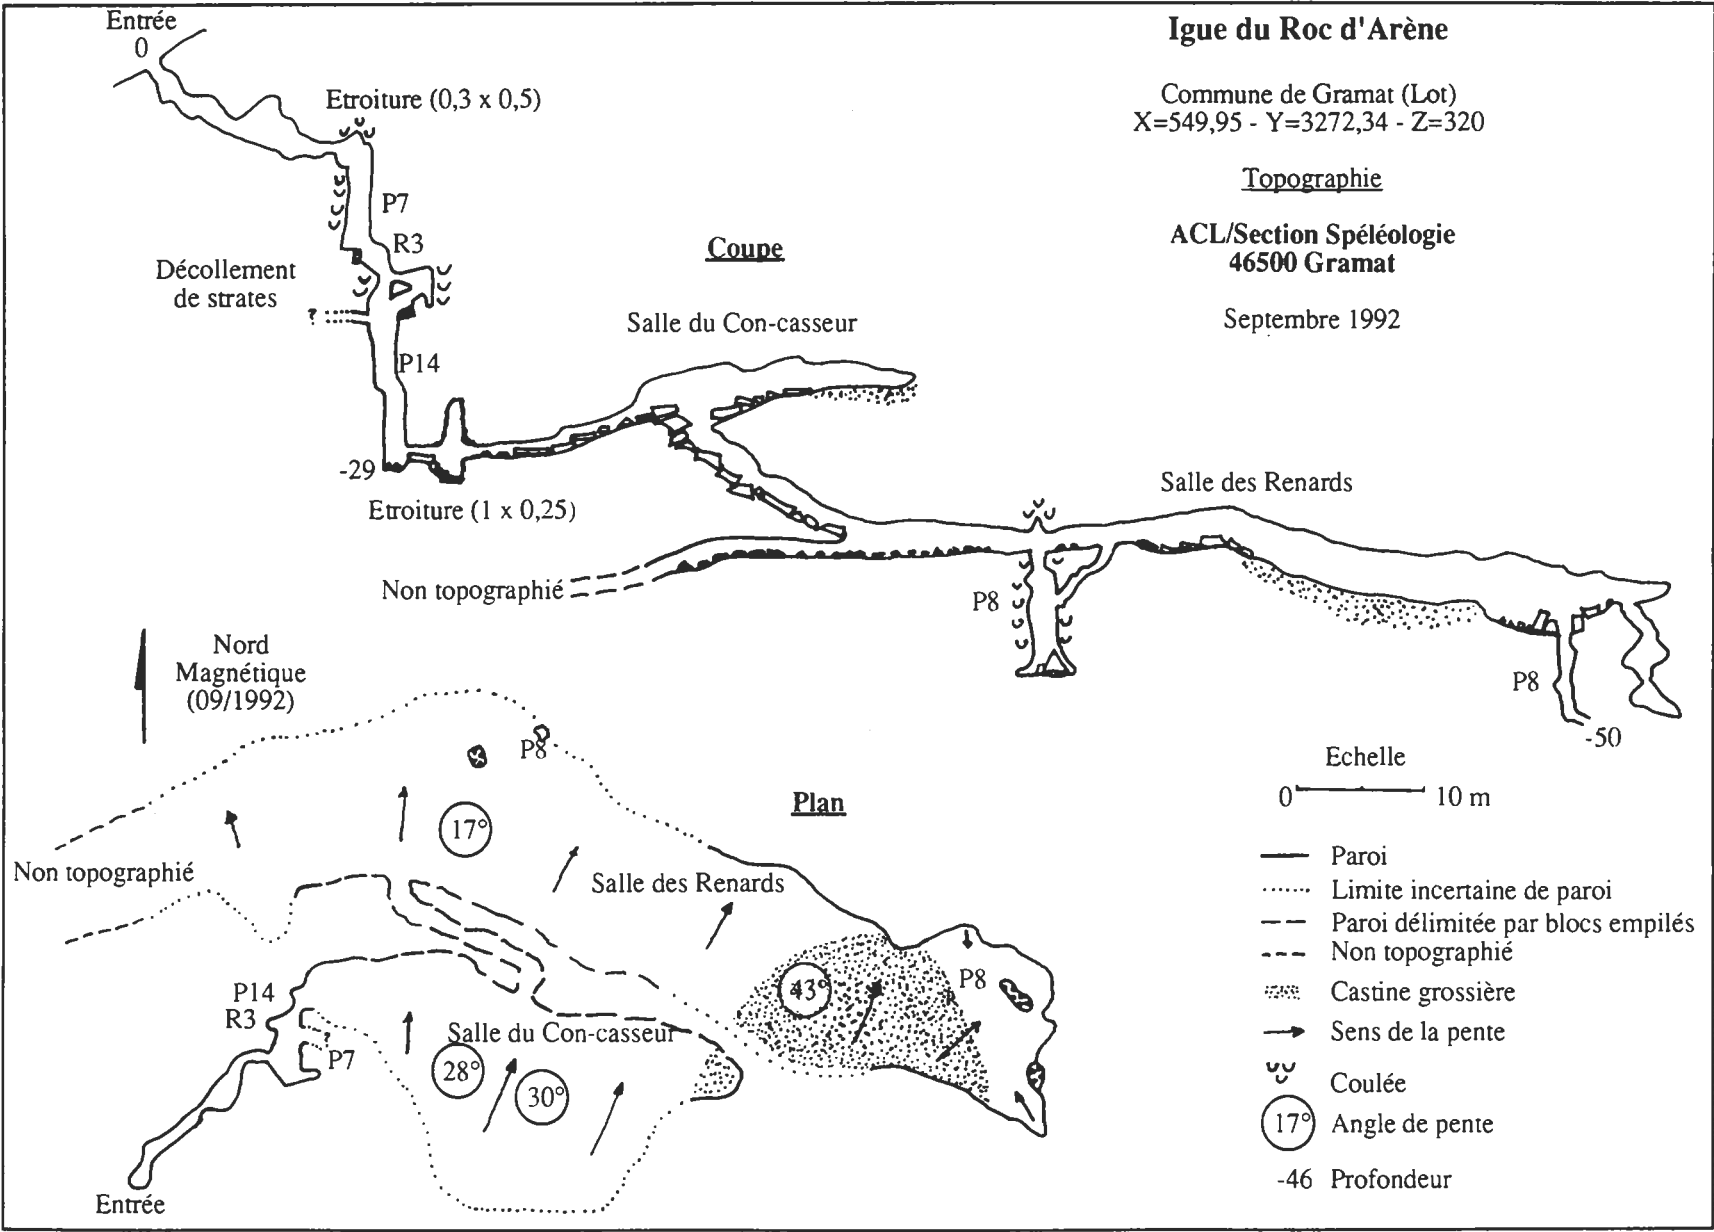 Entrée
0
Etroiture (0,3 x 0,5)
P7
R3
Décollement
de strates
?
P14
-29
Etroiture (1 x 0,25)
Coupe
Salle du Con-casseur
Igue du Roc d'Arène
Commune de Gramat (Lot)
X=549,95 - Y=3272,34 - Z=320
Topographie
ACL/Section Spéléologie
46500 Gramat
Septembre 1992
Salle des Renards
Non topographié
P8
P8
-50
Nord
Magnétique
(09/1992)
P8
17°
Plan
Non topographié
Salle des Renards
43°
P8
P14
R3
?
P7
Salle du Con-casseur
28°
30°
Entrée
Echelle
0 10 m
Paroi
Limite incertaine de paroi
Paroi délimitée par blocs empilés
Non topographié
Castine grossière
Sens de la pente
Coulée
17° Angle de pente
-46 Profondeur